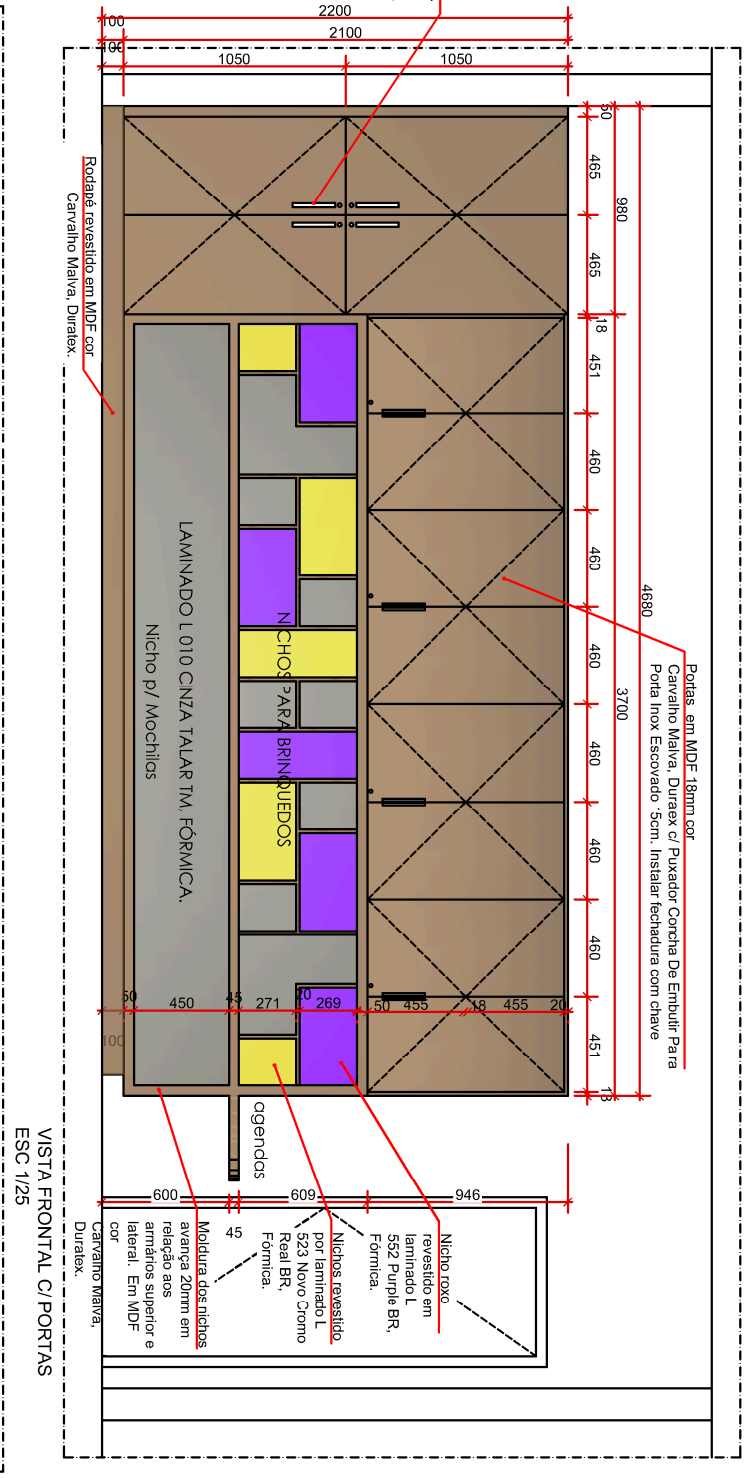 2200
2100
1050
1050
100
100
4680
980
3700
50
465
465
18
451
460
460
460
460
460
460
451
18
Portas em MDF 18mm cor
Carvalho Malva, Duraex c/ Puxador Concha De Embutir Para
Porta Inox Escovado 15cm. Instalar fechadura com chave
NICHOS PARA BRINQUEDOS
LAMINADO L 010 CINZA TALAR TM, FÓRMICA.
Nicho p/ Mochilas
Rodapé revestido em MDF cor
Carvalho Malva, Duratex.
100
50
450
45
271
20
269
50
455
18
455
20
agendas
600
45
609
946
Nicho roxo
revestido em
laminado L
552 Purple BR,
Fórmica.
Nichos revestido
por laminado L
523 Novo Cromo
Real BR,
Fórmica.
Moldura dos nichos
avança 20mm em
relação aos
armários superior e
lateral. Em MDF
cor
Carvalho Malva,
Duratex.
VISTA FRONTAL C/ PORTAS
ESC 1/25